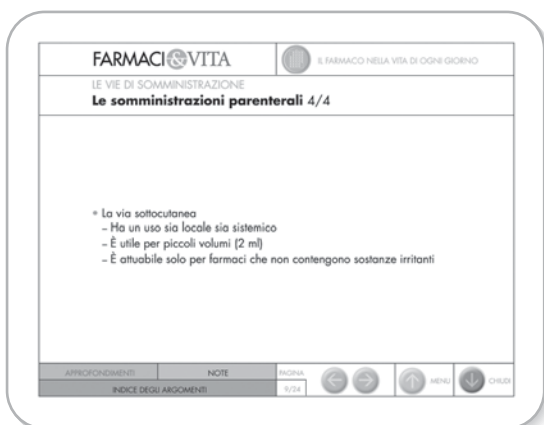 FARMACI&VITA
IL FARMACO NELLA VITA DI OGNI GIORNO
LE VIE DI SOMMINISTRAZIONE
Le somministrazioni parenterali 4/4
• La via sottocutanea
– Ha un uso sia locale sia sistemico
– È utile per piccoli volumi (2 ml)
– È attuabile solo per farmaci che non contengono sostanze irritanti
APPROFONDIMENTI
NOTE
PAGINA
MENU
CHIUDI
INDICE DEGLI ARGOMENTI
9/24